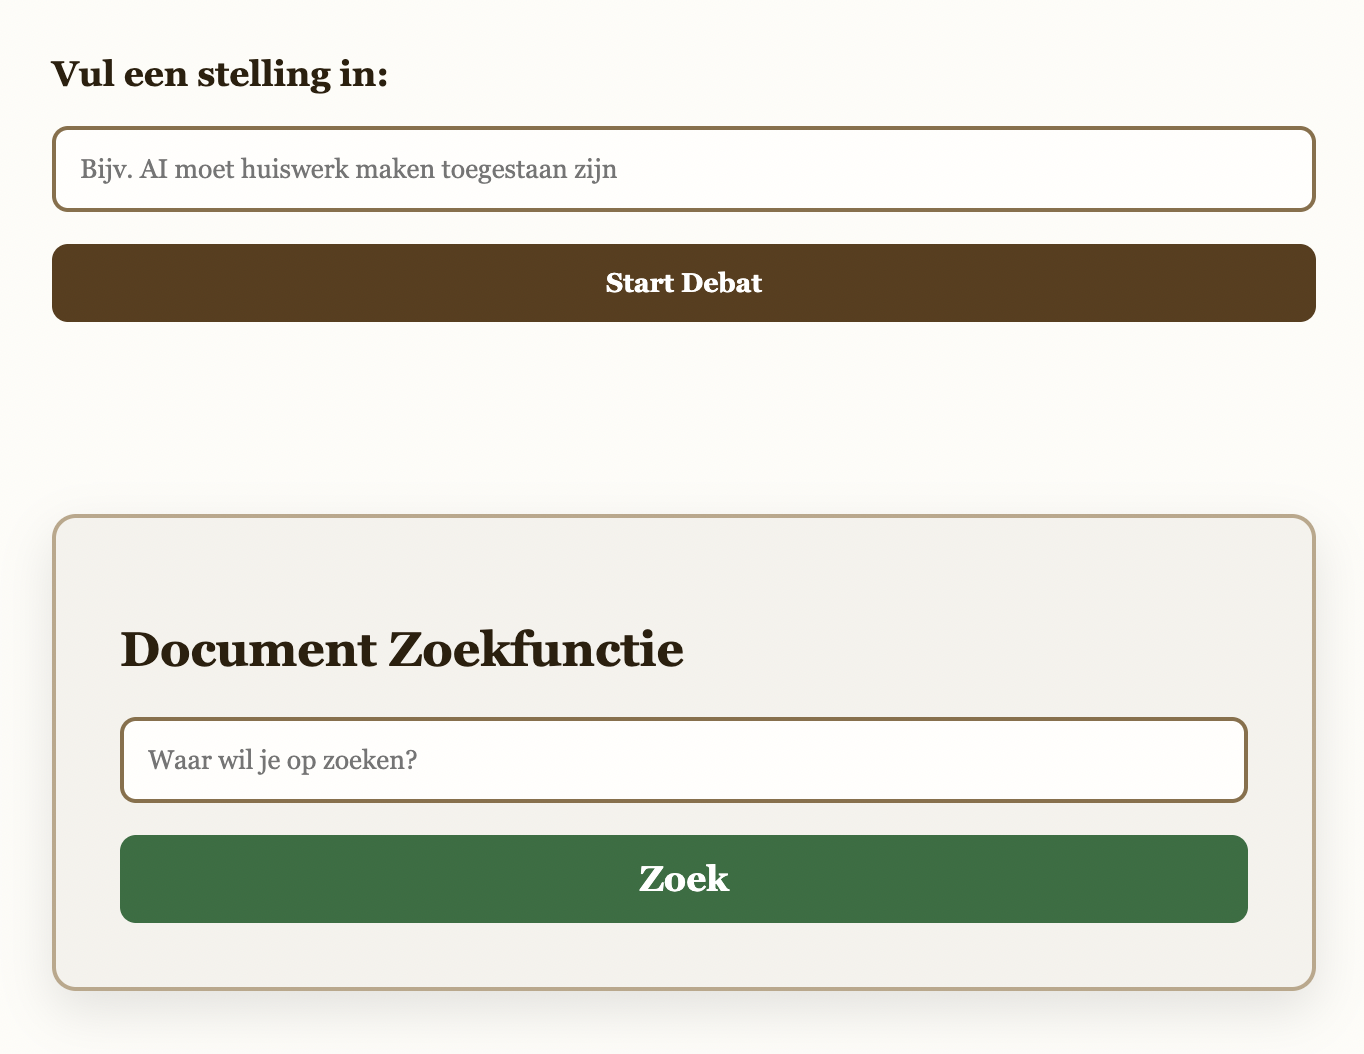 Vul een stelling in:
Bijv. AI moet huiswerk maken toegestaan zijn
Start Debat
Document Zoekfunctie
Waar wil je op zoeken?
Zoek